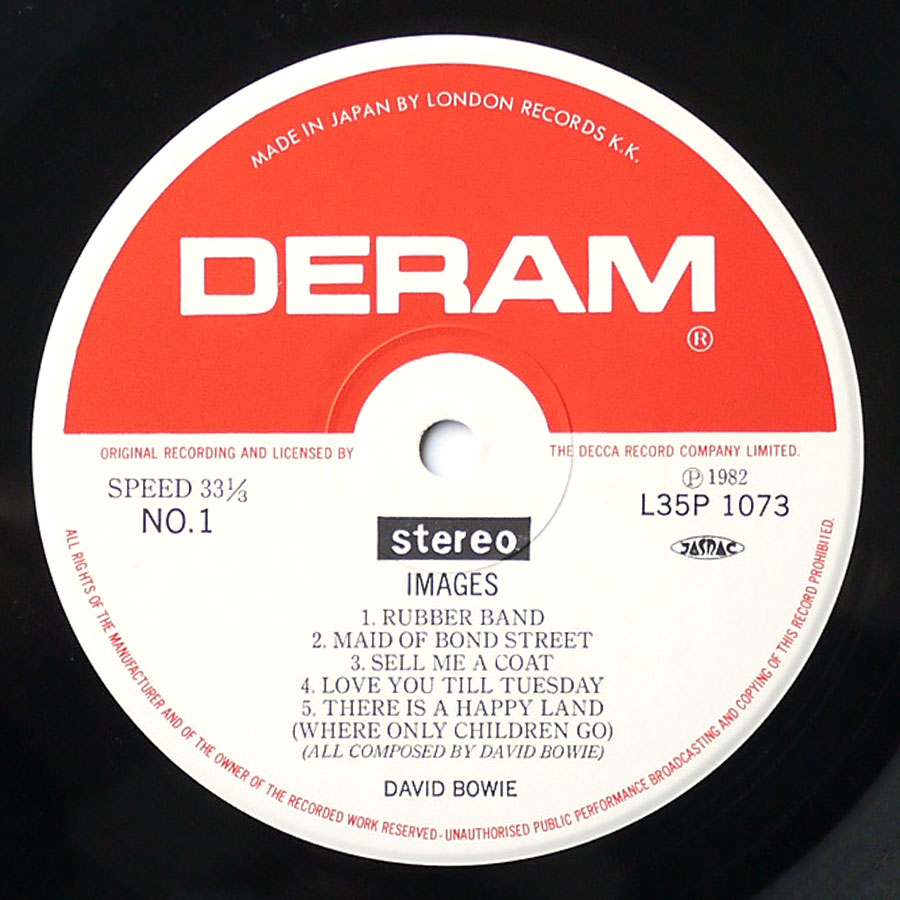 MADE IN JAPAN BY LONDON RECORDS K.K.
DERAM
®
ORIGINAL RECORDING AND LICENSED BY THE DECCA RECORD COMPANY LIMITED.
SPEED 33⅓
NO.1
℗ 1982
L35P 1073
JASRAC
stereo
IMAGES
1. RUBBER BAND
2. MAID OF BOND STREET
3. SELL ME A COAT
4. LOVE YOU TILL TUESDAY
5. THERE IS A HAPPY LAND
(WHERE ONLY CHILDREN GO)
(ALL COMPOSED BY DAVID BOWIE)
DAVID BOWIE
ALL RIGHTS OF THE MANUFACTURER AND OF THE OWNER OF THE RECORDED WORK RESERVED-UNAUTHORISED PUBLIC PERFORMANCE BROADCASTING AND COPYING OF THIS RECORD PROHIBITED.